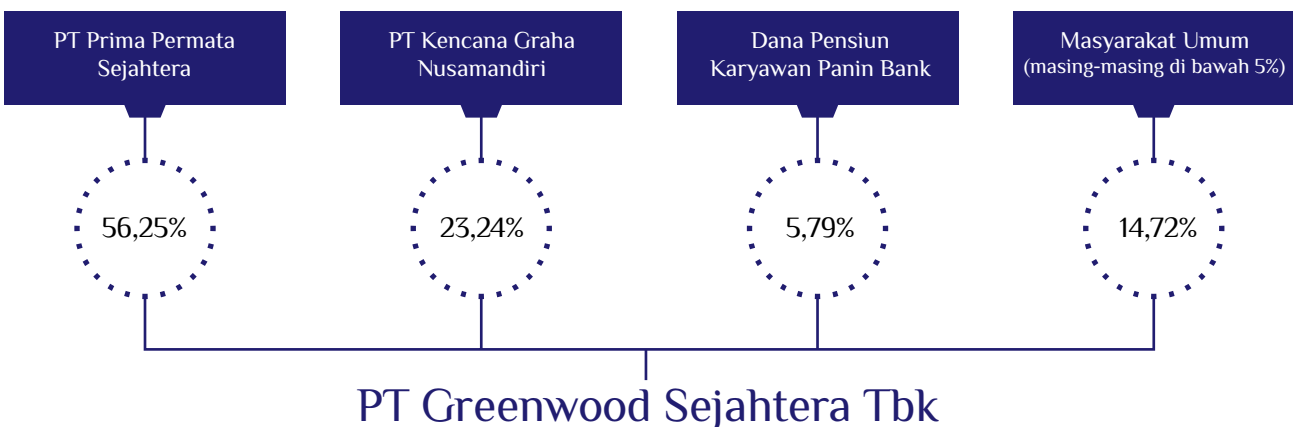 PT Prima Permata
Sejahtera
PT Kencana Graha
Nusamandiri
Dana Pensiun
Karyawan Panin Bank
Masyarakat Umum
(masing-masing di bawah 5%)
56,25%
23,24%
5,79%
14,72%
PT Greenwood Sejahtera Tbk